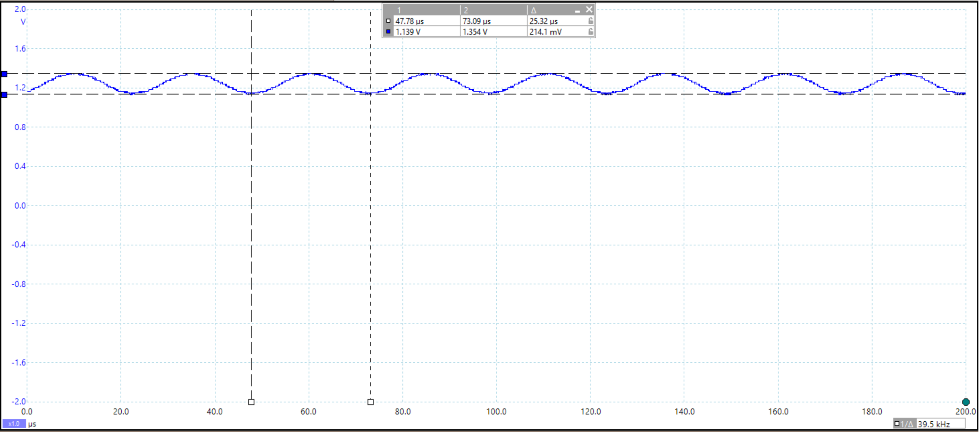 2.0
V
1 2 Δ
47.78 µs 73.09 µs 25.32 µs
1.139 V 1.354 V 214.1 mV
1.6
1.2
0.8
0.4
0.0
-0.4
-0.8
-1.2
-1.6
-2.0
0.0 20.0 40.0 60.0 80.0 100.0 120.0 140.0 160.0 180.0 200.0
x1.0 µs
1/Δ 39.5 kHz